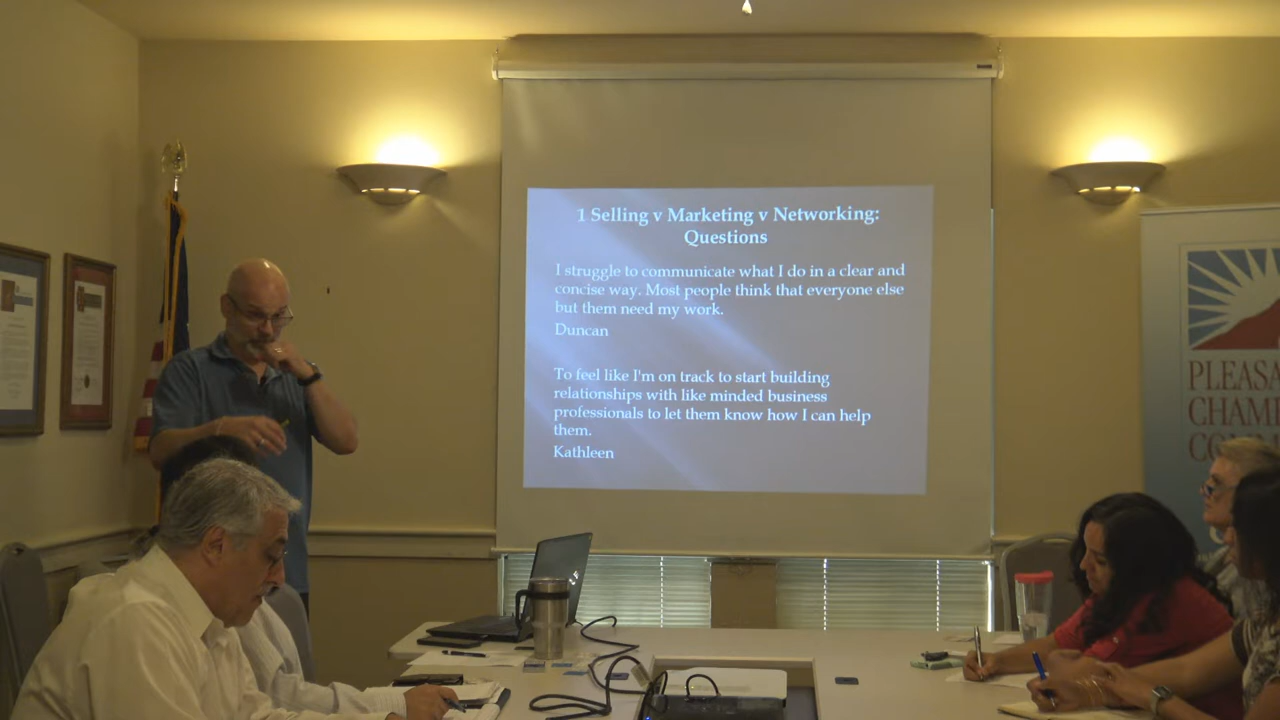 1 Selling v Marketing v Networking:
Questions
I struggle to communicate what I do in a clear and
concise way. Most people think that everyone else
but them need my work.
Duncan
To feel like I'm on track to start building
relationships with like minded business
professionals to let them know how I can help
them.
Kathleen
PLEASA
CHAM